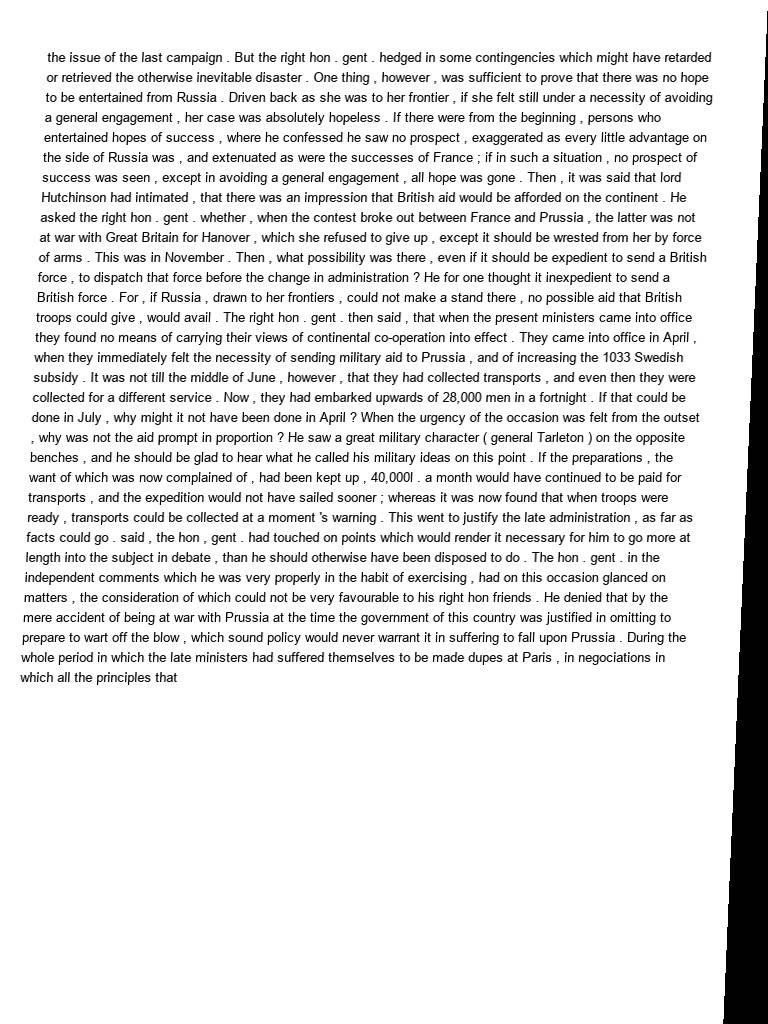 the issue of the last campaign . But the right hon . gent . hedged in some contingencies which might have retarded
or retrieved the otherwise inevitable disaster . One thing , however , was sufficient to prove that there was no hope
to be entertained from Russia . Driven back as she was to her frontier , if she felt still under a necessity of avoiding
a general engagement , her case was absolutely hopeless . If there were from the beginning , persons who
entertained hopes of success , where he confessed he saw no prospect , exaggerated as every little advantage on
the side of Russia was , and extenuated as were the successes of France ; if in such a situation , no prospect of
success was seen , except in avoiding a general engagement , all hope was gone . Then , it was said that lord
Hutchinson had intimated , that there was an impression that British aid would be afforded on the continent . He
asked the right hon . gent . whether , when the contest broke out between France and Prussia , the latter was not
at war with Great Britain for Hanover , which she refused to give up , except it should be wrested from her by force
of arms . This was in November . Then , what possibility was there , even if it should be expedient to send a British
force , to dispatch that force before the change in administration ? He for one thought it inexpedient to send a
British force . For , if Russia , drawn to her frontiers , could not make a stand there , no possible aid that British
troops could give , would avail . The right hon . gent . then said , that when the present ministers came into office
they found no means of carrying their views of continental co-operation into effect . They came into office in April ,
when they immediately felt the necessity of sending military aid to Prussia , and of increasing the 1033 Swedish
subsidy . It was not till the middle of June , however , that they had collected transports , and even then they were
collected for a different service . Now , they had embarked upwards of 28,000 men in a fortnight . If that could be
done in July , why might it not have been done in April ? When the urgency of the occasion was felt from the outset
, why was not the aid prompt in proportion ? He saw a great military character ( general Tarleton ) on the opposite
benches , and he should be glad to hear what he called his military ideas on this point . If the preparations , the
want of which was now complained of , had been kept up , 40,000l . a month would have continued to be paid for
transports , and the expedition would not have sailed sooner ; whereas it was now found that when troops were
ready , transports could be collected at a moment 's warning . This went to justify the late administration , as far as
facts could go . said , the hon , gent . had touched on points which would render it necessary for him to go more at
length into the subject in debate , than he should otherwise have been disposed to do . The hon . gent . in the
independent comments which he was very properly in the habit of exercising , had on this occasion glanced on
matters , the consideration of which could not be very favourable to his right hon friends . He denied that by the
mere accident of being at war with Prussia at the time the government of this country was justified in omitting to
prepare to wart off the blow , which sound policy would never warrant it in suffering to fall upon Prussia . During the
whole period in which the late ministers had suffered themselves to be made dupes at Paris , in negociations in
which all the principles that